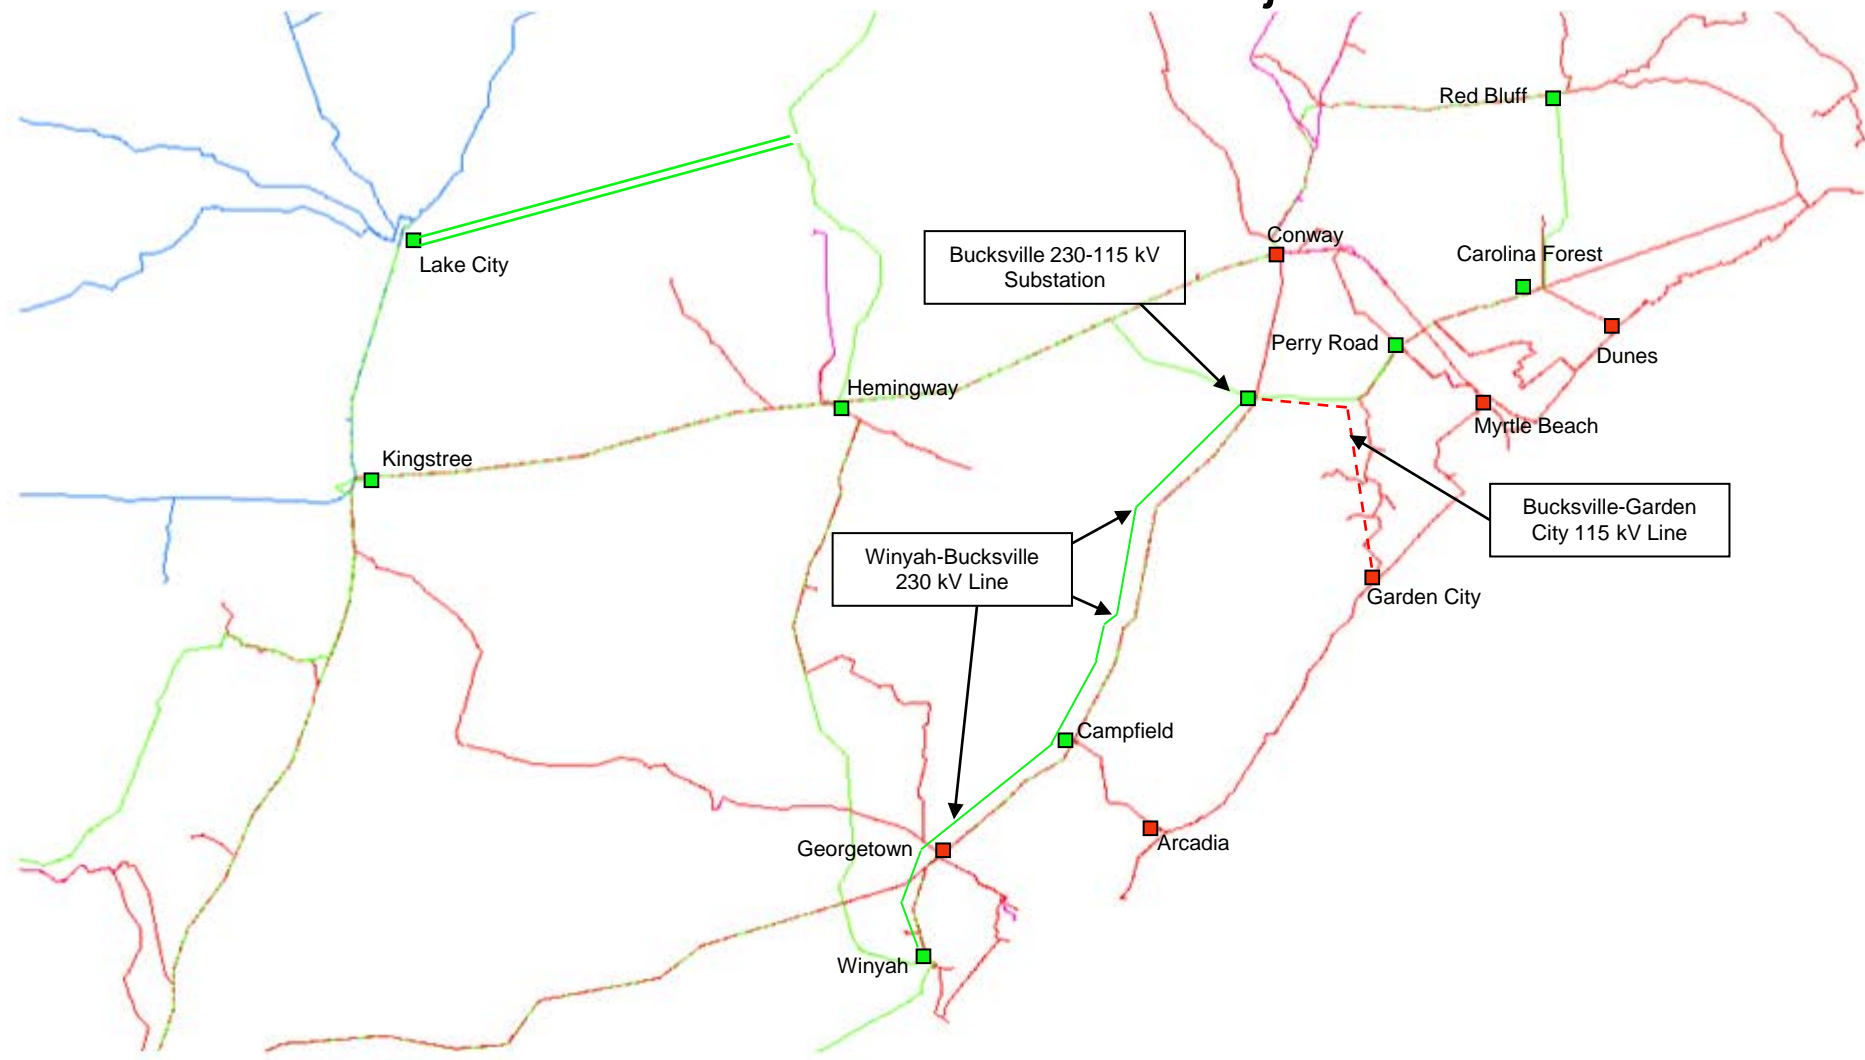 Red Bluff
Conway
Bucksville 230-115 kV
Substation
Carolina Forest
Lake City
Perry Road
Dunes
Hemingway
Myrtle Beach
Kingstree
Bucksville-Garden
City 115 kV Line
Winyah-Bucksville
230 kV Line
Garden City
Campfield
Georgetown
Arcadia
Winyah